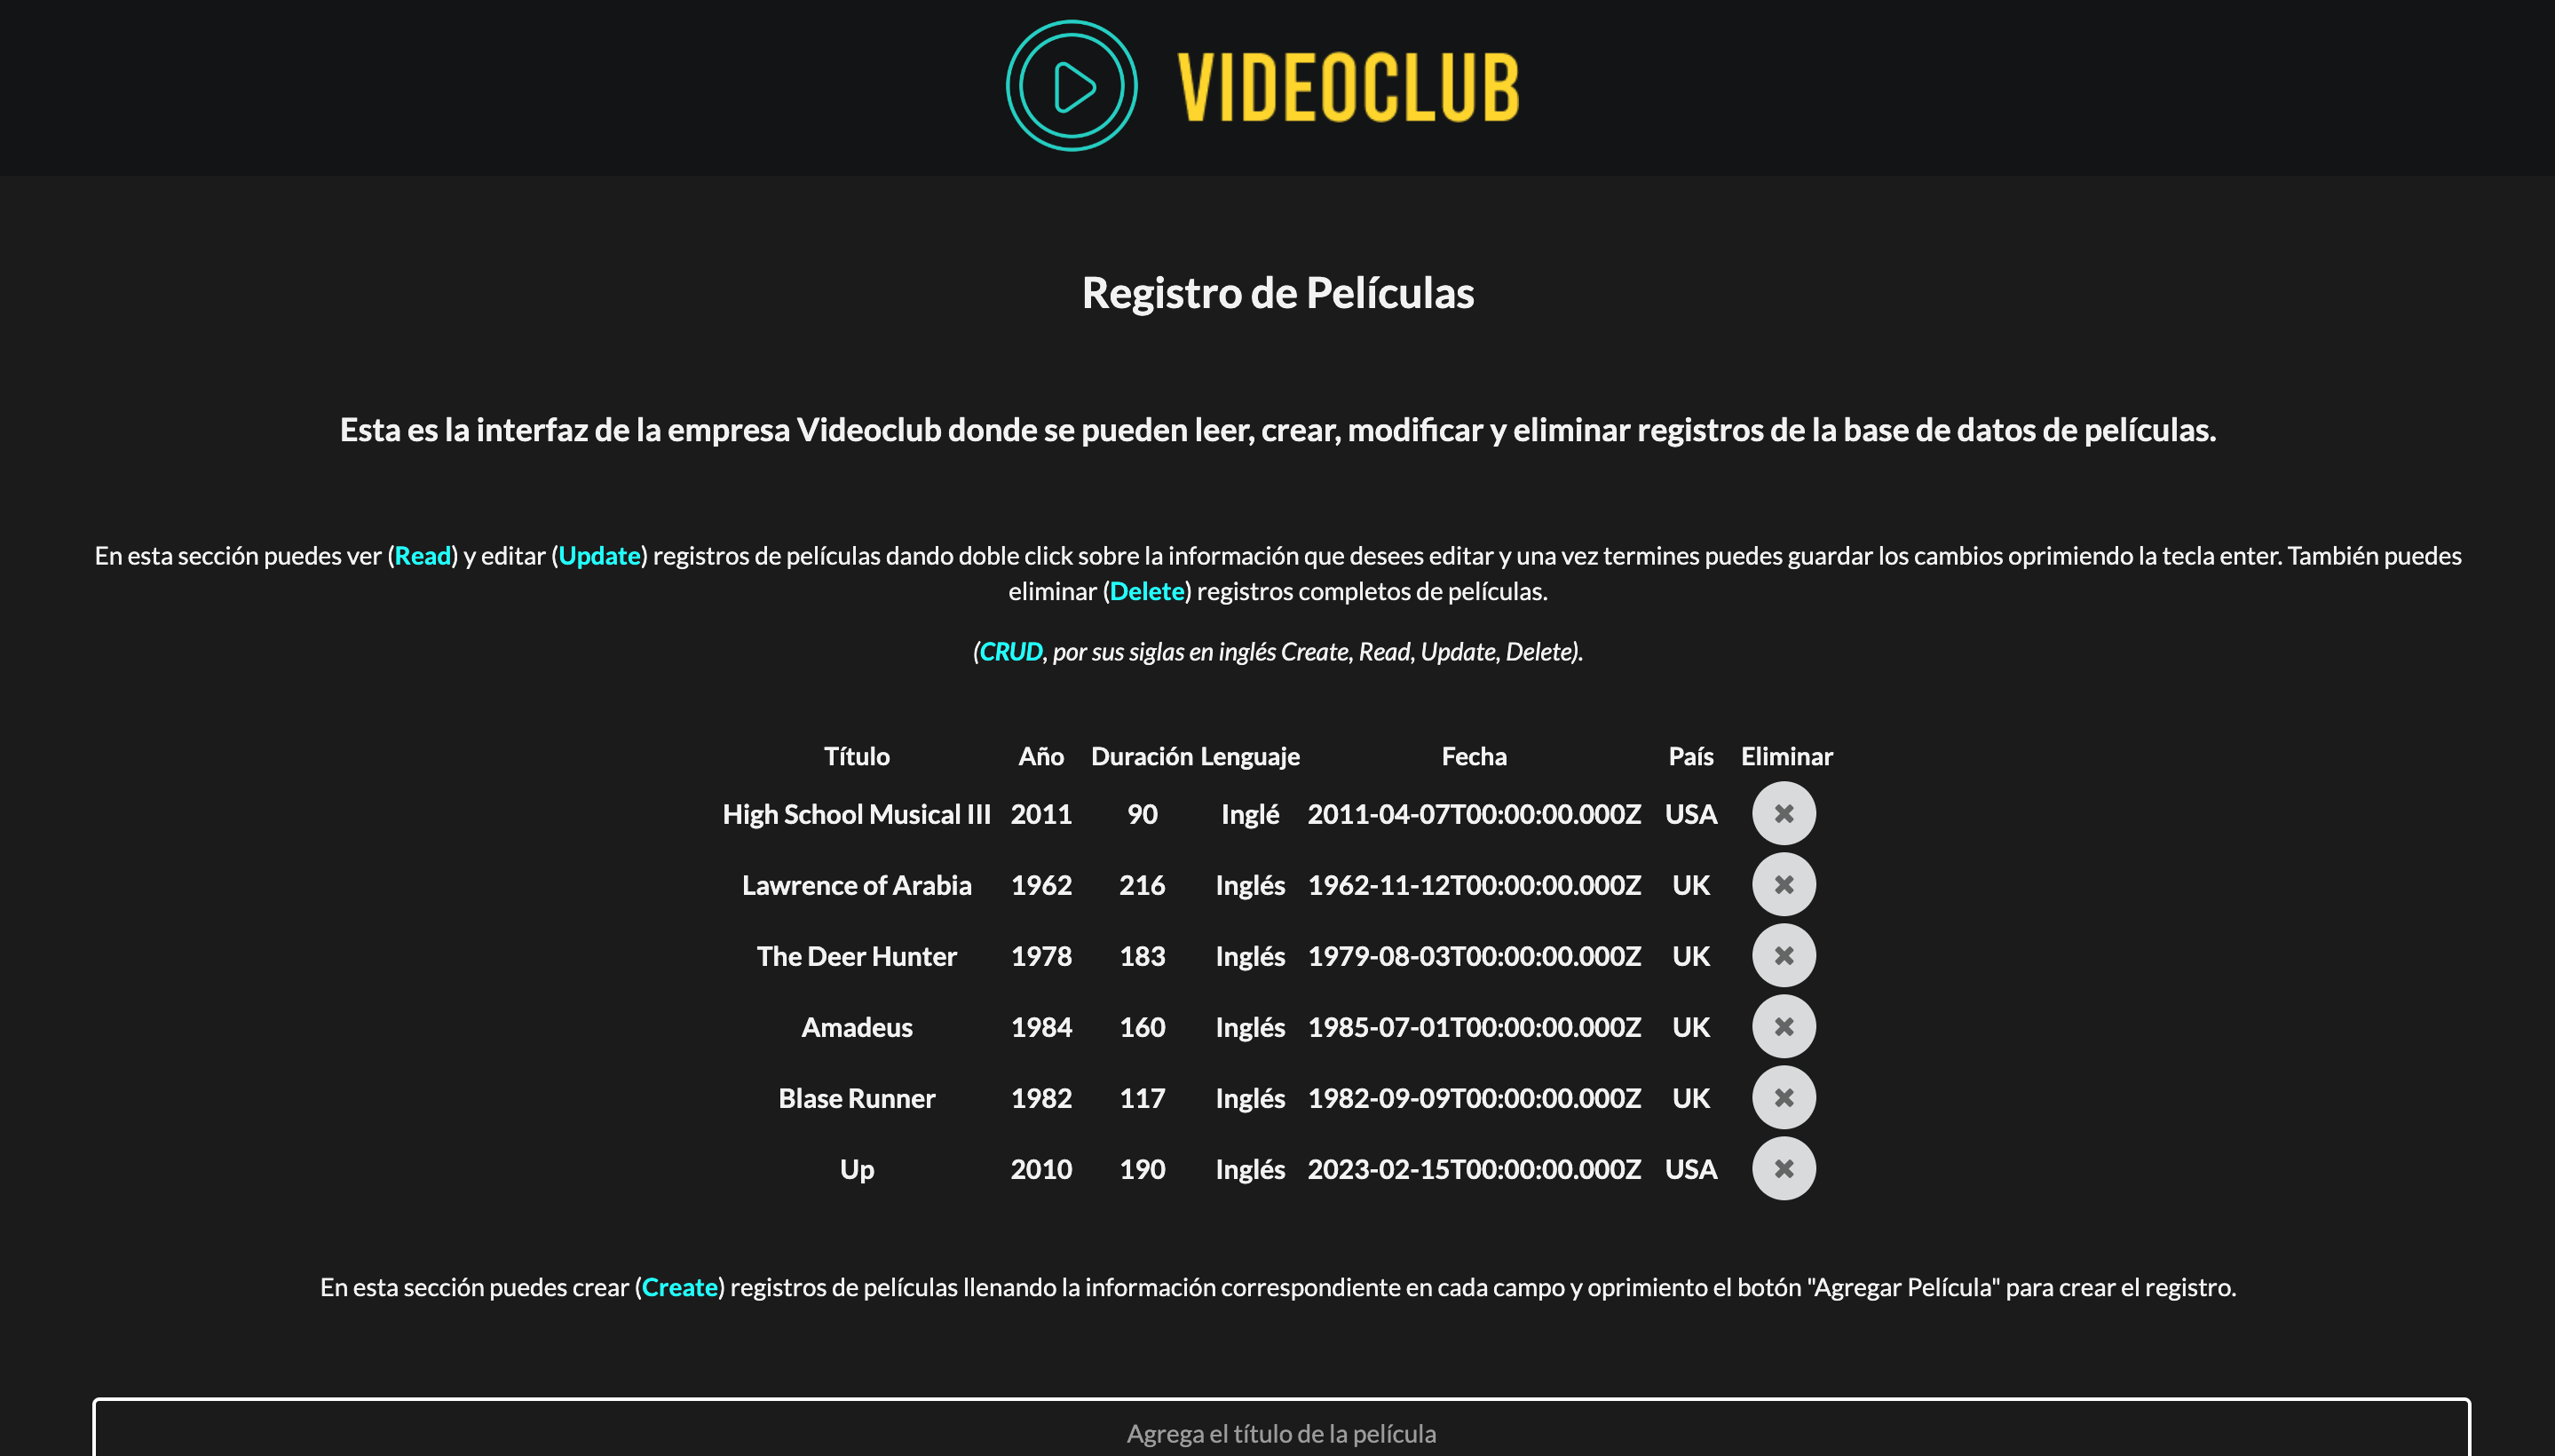 VIDEOCLUB
Registro de Películas
Esta es la interfaz de la empresa Videoclub donde se pueden leer, crear, modificar y eliminar registros de la base de datos de películas.
En esta sección puedes ver (Read) y editar (Update) registros de películas dando doble click sobre la información que desees editar y una vez termines puedes guardar los cambios oprimiendo la tecla enter. También puedes
eliminar (Delete) registros completos de películas.
(CRUD, por sus siglas en inglés Create, Read, Update, Delete).
Título Año Duración Lenguaje Fecha País Eliminar
High School Musical III 2011 90 Inglé 2011-04-07T00:00:00.000Z USA
Lawrence of Arabia 1962 216 Inglés 1962-11-12T00:00:00.000Z UK
The Deer Hunter 1978 183 Inglés 1979-08-03T00:00:00.000Z UK
Amadeus 1984 160 Inglés 1985-07-01T00:00:00.000Z UK
Blase Runner 1982 117 Inglés 1982-09-09T00:00:00.000Z UK
Up 2010 190 Inglés 2023-02-15T00:00:00.000Z USA
En esta sección puedes crear (Create) registros de películas llenando la información correspondiente en cada campo y oprimiento el botón "Agregar Película" para crear el registro.
Agrega el título de la película